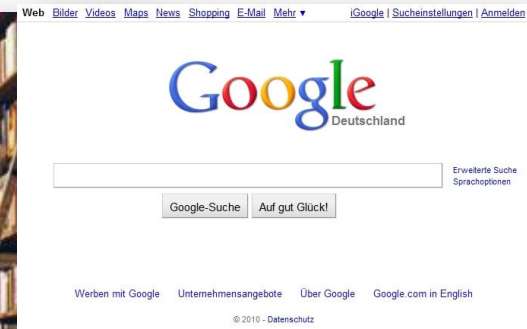 Web Bilder Videos Maps News Shopping E-Mail Mehr ▼ iGoogle | Sucheinstellungen | Anmelden
Google
Deutschland
Erweiterte Suche
Sprachoptionen
Google-Suche Auf gut Glück!
Werben mit Google Unternehmensangebote Über Google Google.com in English
© 2010 - Datenschutz